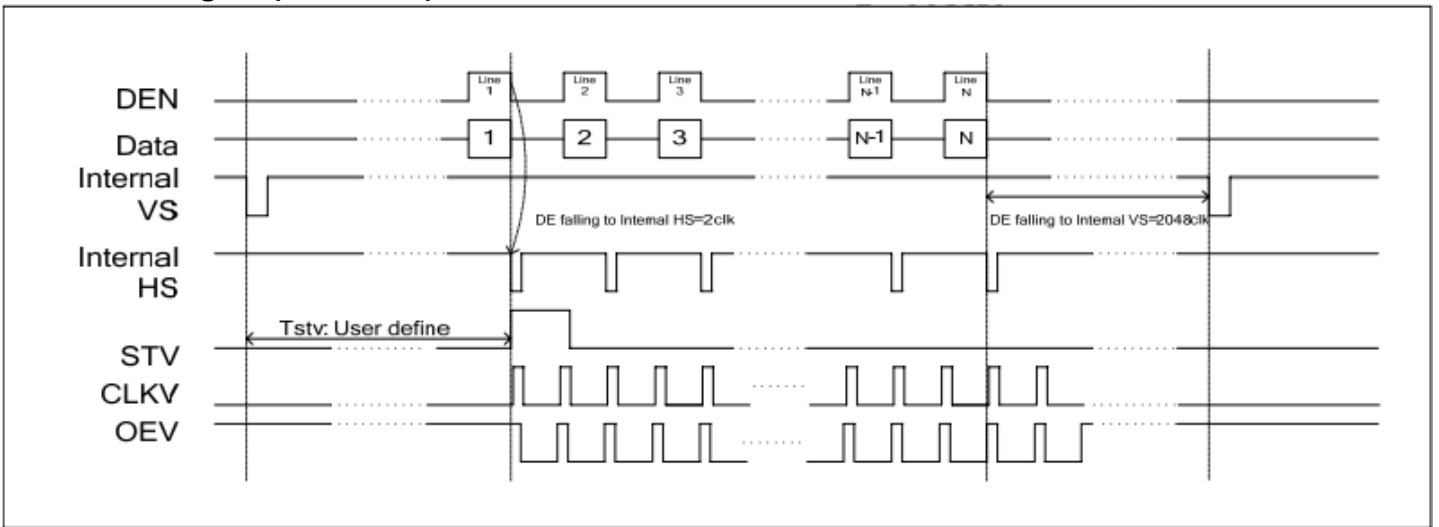 DEN
Line 1
Line 2
Line 3
Line N-1
Line N
Data
1
2
3
N-1
N
Internal VS
DE falling to Internal HS=2clk
DE falling to Internal VS=2048clk
Internal HS
Tstv: User define
STV
CLKV
OEV